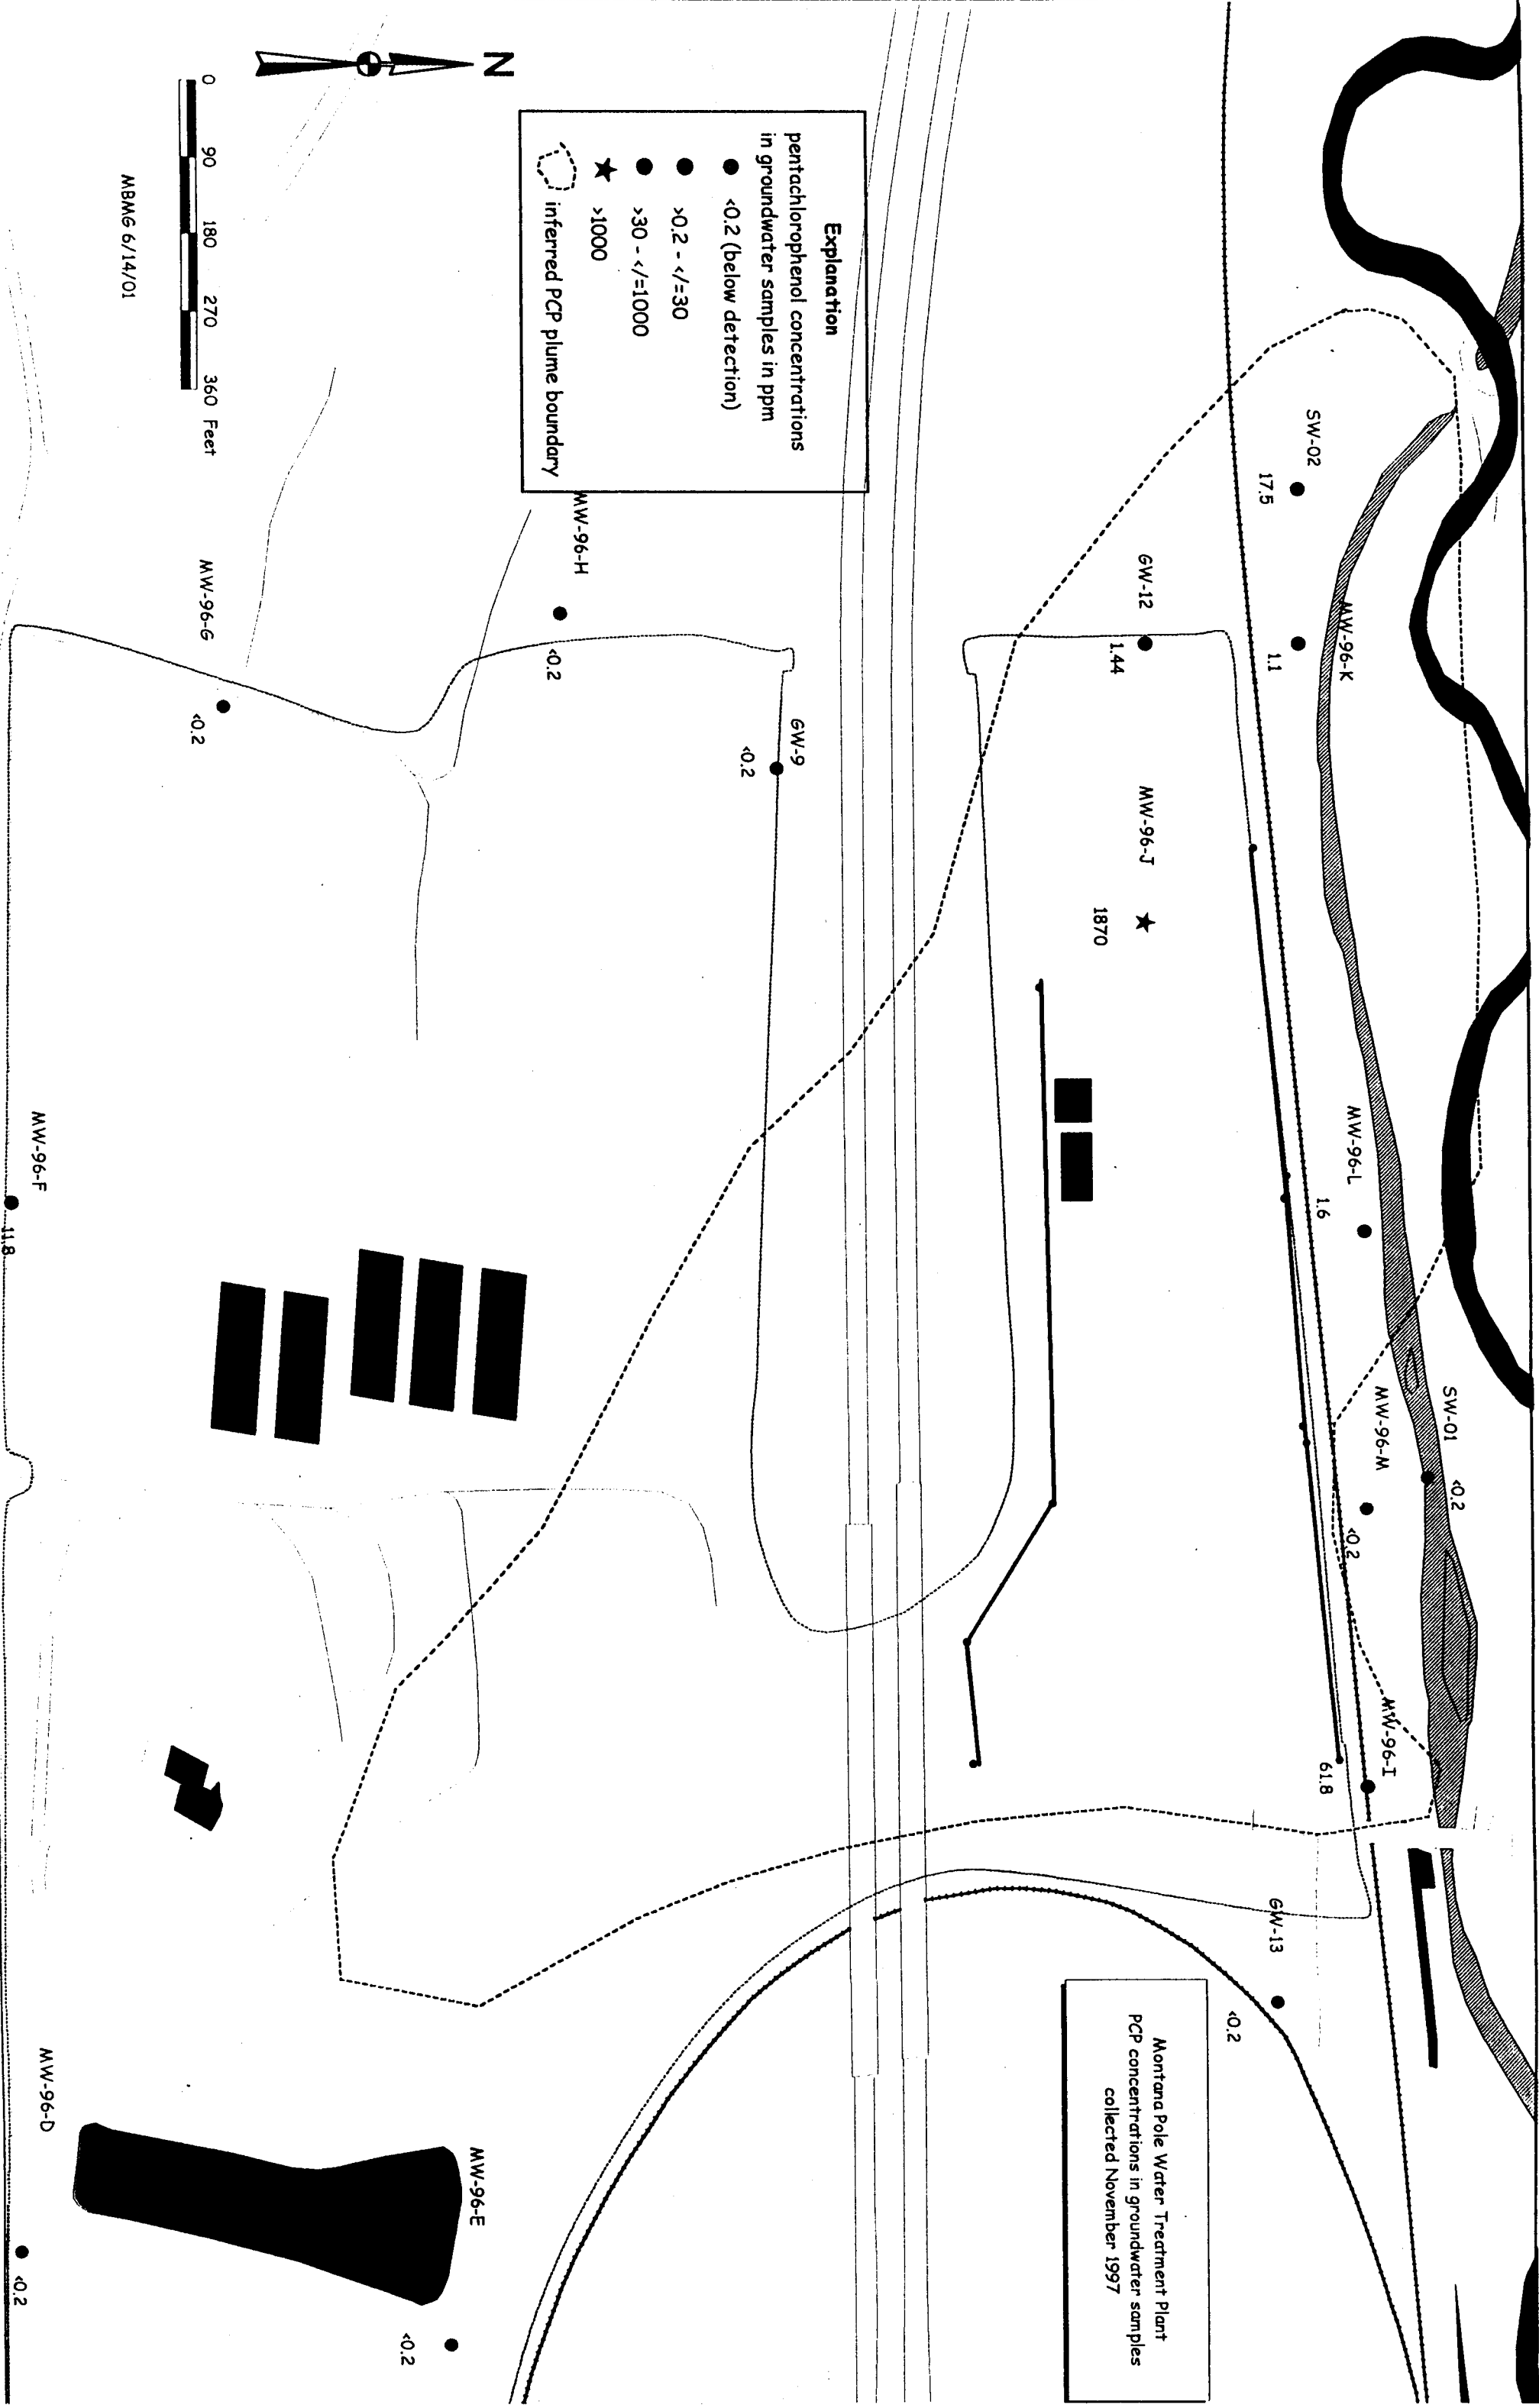 N
0 90 180 270 360 Feet
MBMG 6/14/01
Explanation
pentachlorophenol concentrations
in groundwater samples in ppm
<0.2 (below detection)
>0.2 - </=30
>30 - </=1000
>1000
inferred PCP plume boundary
SW-02
17.5
MW-96-K
1.1
GW-12
1.44
MW-96-J
1870
MW-96-L
1.6
SW-01
<0.2
MW-96-M
<0.2
MW-96-I
61.8
GW-13
<0.2
GW-9
<0.2
MW-96-H
<0.2
MW-96-G
<0.2
MW-96-F
11.8
MW-96-E
<0.2
MW-96-D
<0.2
Montana Pole Water Treatment Plant
PCP concentrations in groundwater samples
collected November 1997